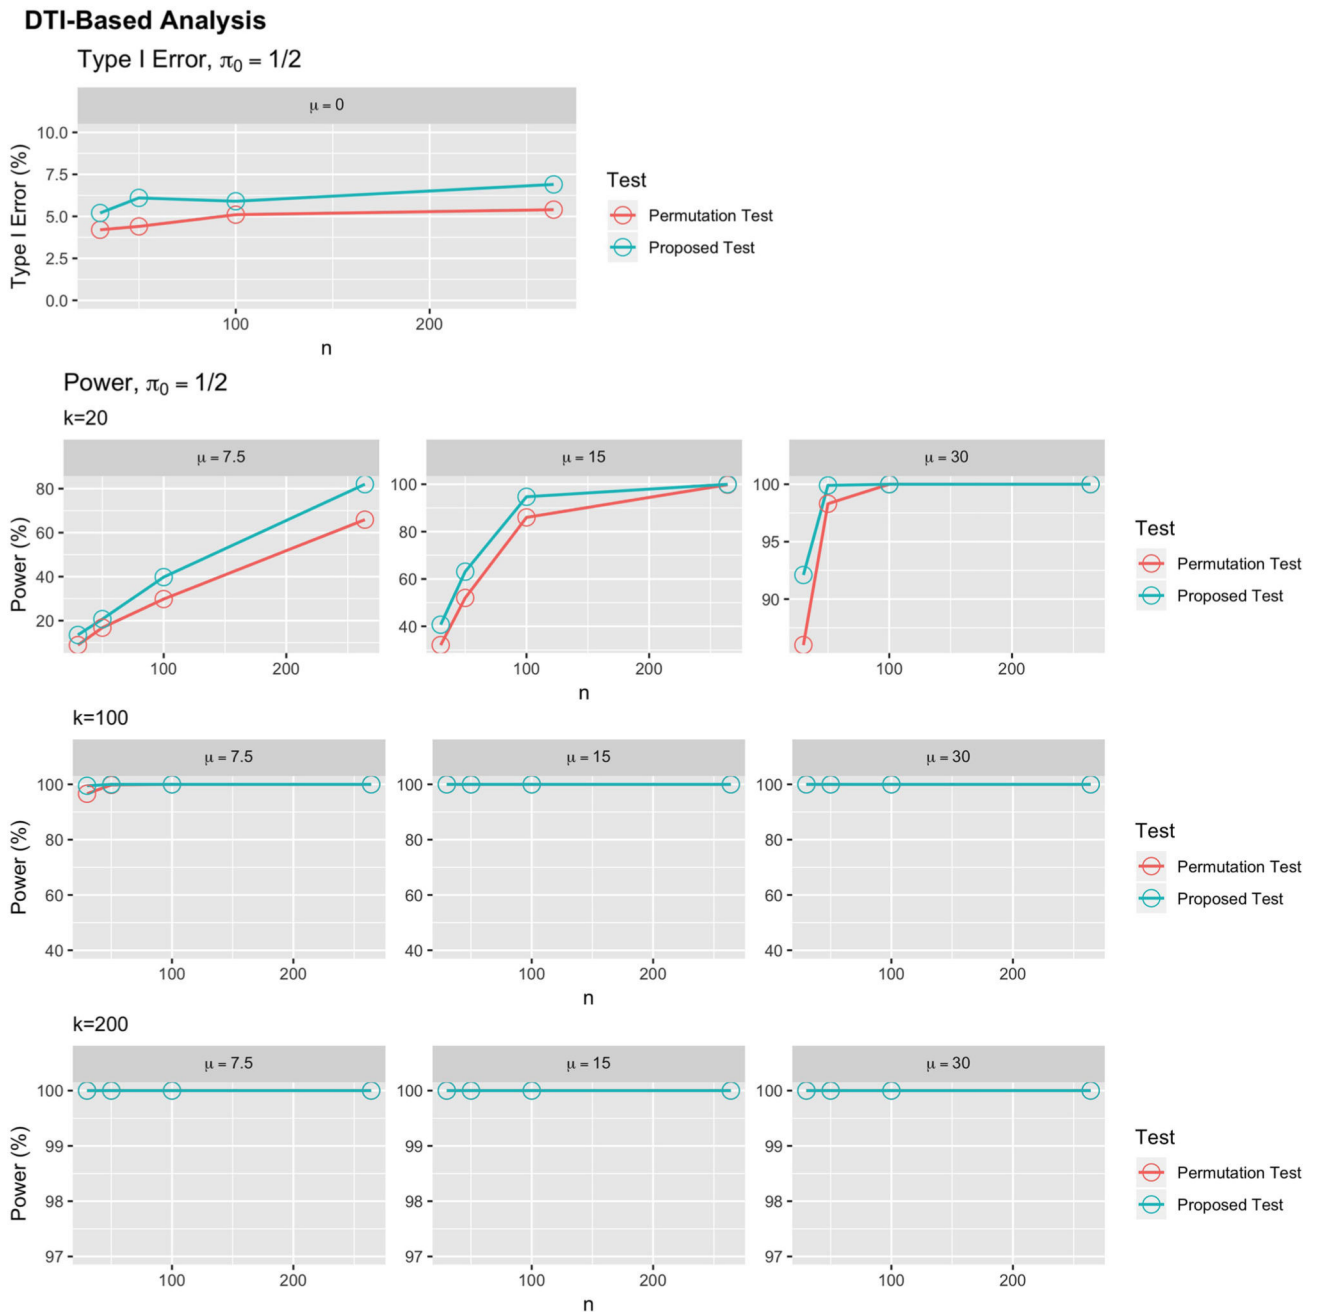 DTI-Based Analysis
Type I Error, π₀ = 1/2
μ = 0
Type I Error (%)
10.0
7.5
5.0
2.5
0.0
100 200
n
Test
Permutation Test
Proposed Test
Power, π₀ = 1/2
k=20
μ = 7.5 μ = 15 μ = 30
Power (%)
80
60
40
20
100 200
100
80
60
40
100 200
100
95
90
100 200
n
Test
Permutation Test
Proposed Test
k=100
μ = 7.5 μ = 15 μ = 30
Power (%)
100
80
60
40
100 200
100
80
60
40
100 200
100
80
60
40
100 200
n
Test
Permutation Test
Proposed Test
k=200
μ = 7.5 μ = 15 μ = 30
Power (%)
100
99
98
97
100 200
100
99
98
97
100 200
100
99
98
97
100 200
n
Test
Permutation Test
Proposed Test